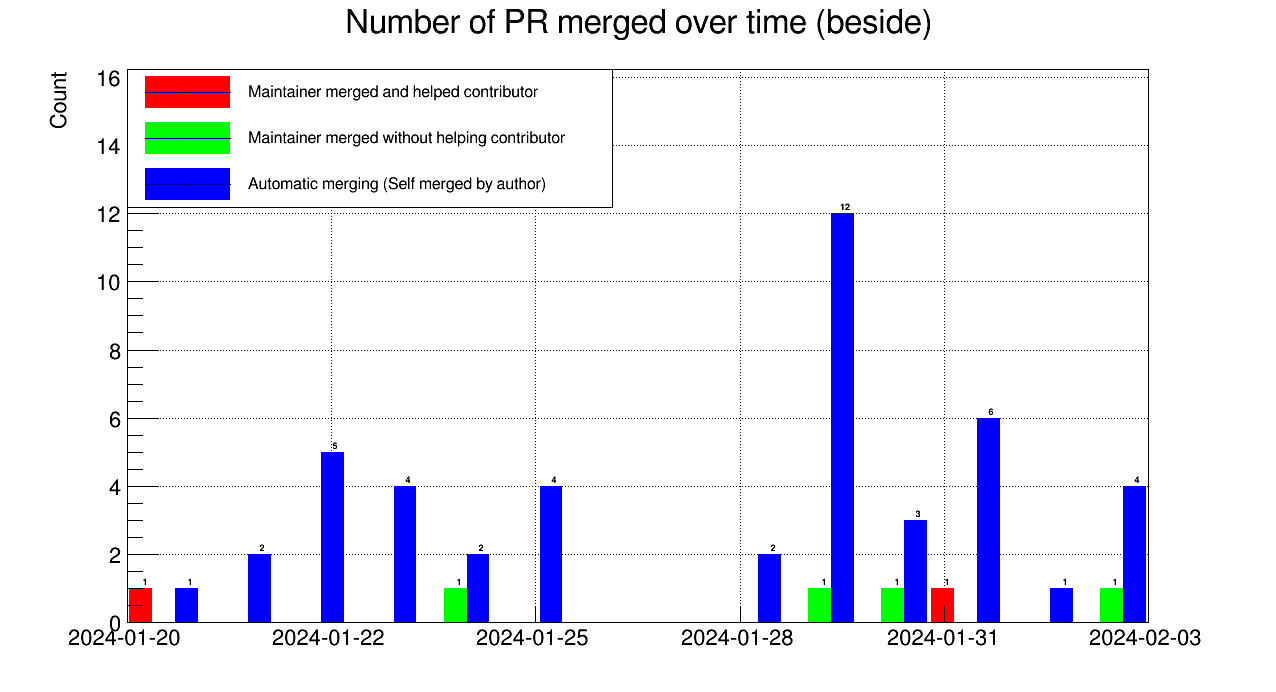 Number of PR merged over time (beside)
Count
16
14
12
10
8
6
4
2
0
Maintainer merged and helped contributor
Maintainer merged without helping contributor
Automatic merging (Self merged by author)
1 1 2 5 4 1 2 4 2 1 12 1 3 1 6 1 1 4
2024-01-20 2024-01-22 2024-01-25 2024-01-28 2024-01-31 2024-02-03